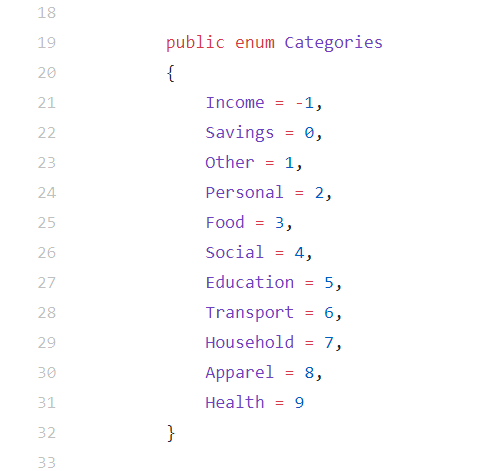 18
19 public enum Categories
20 {
21 Income = -1,
22 Savings = 0,
23 Other = 1,
24 Personal = 2,
25 Food = 3,
26 Social = 4,
27 Education = 5,
28 Transport = 6,
29 Household = 7,
30 Apparel = 8,
31 Health = 9
32 }
33